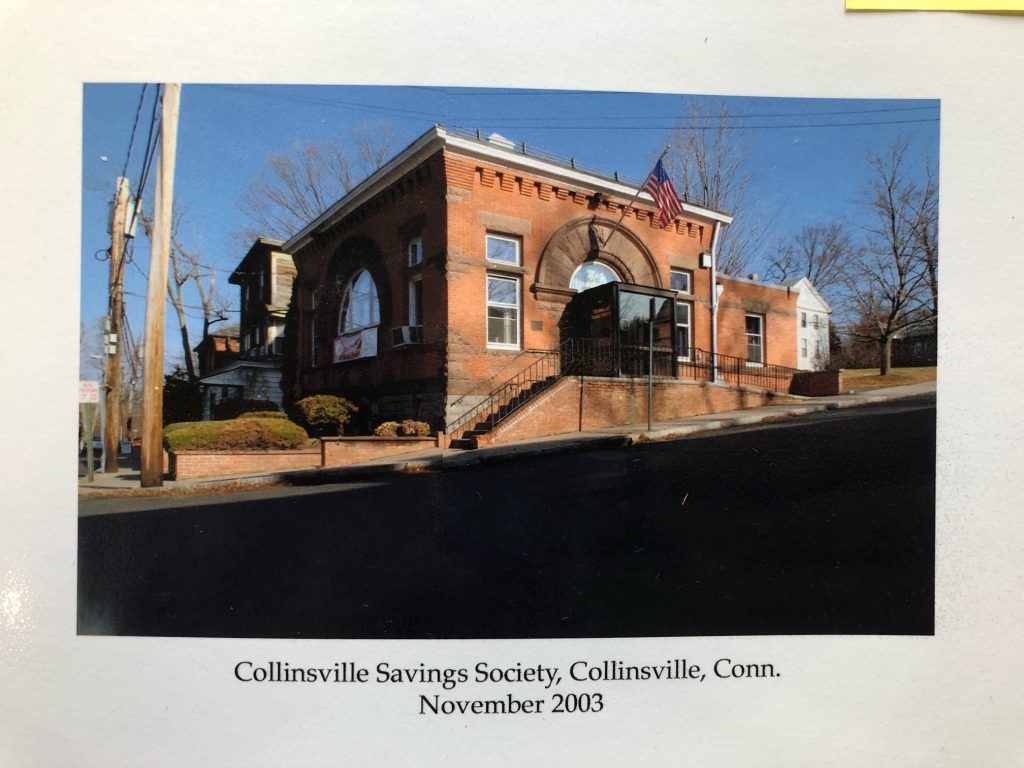 Collinsville Savings Society, Collinsville, Conn.
November 2003